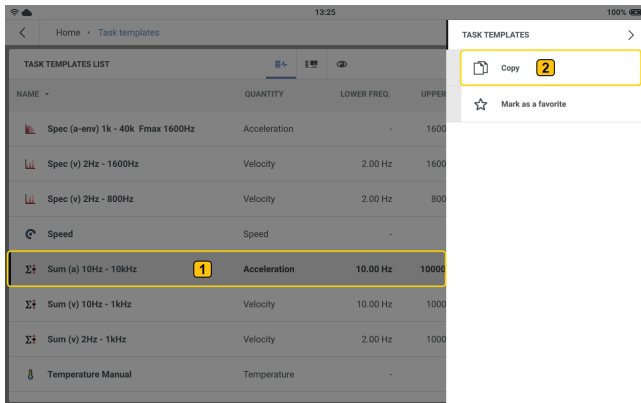 13:25
100%
Home › Task templates
TASK TEMPLATES
TASK TEMPLATES LIST
Copy 2
Mark as a favorite
NAME QUANTITY LOWER FREQ. UPPER
Spec (a-env) 1k - 40k Fmax 1600Hz Acceleration - 1600
Spec (v) 2Hz - 1600Hz Velocity 2.00 Hz 1600
Spec (v) 2Hz - 800Hz Velocity 2.00 Hz 800
Speed Speed -
Sum (a) 10Hz - 10kHz 1 Acceleration 10.00 Hz 10000
Sum (v) 10Hz - 1kHz Velocity 10.00 Hz 1000
Sum (v) 2Hz - 1kHz Velocity 2.00 Hz 1000
Temperature Manual Temperature -